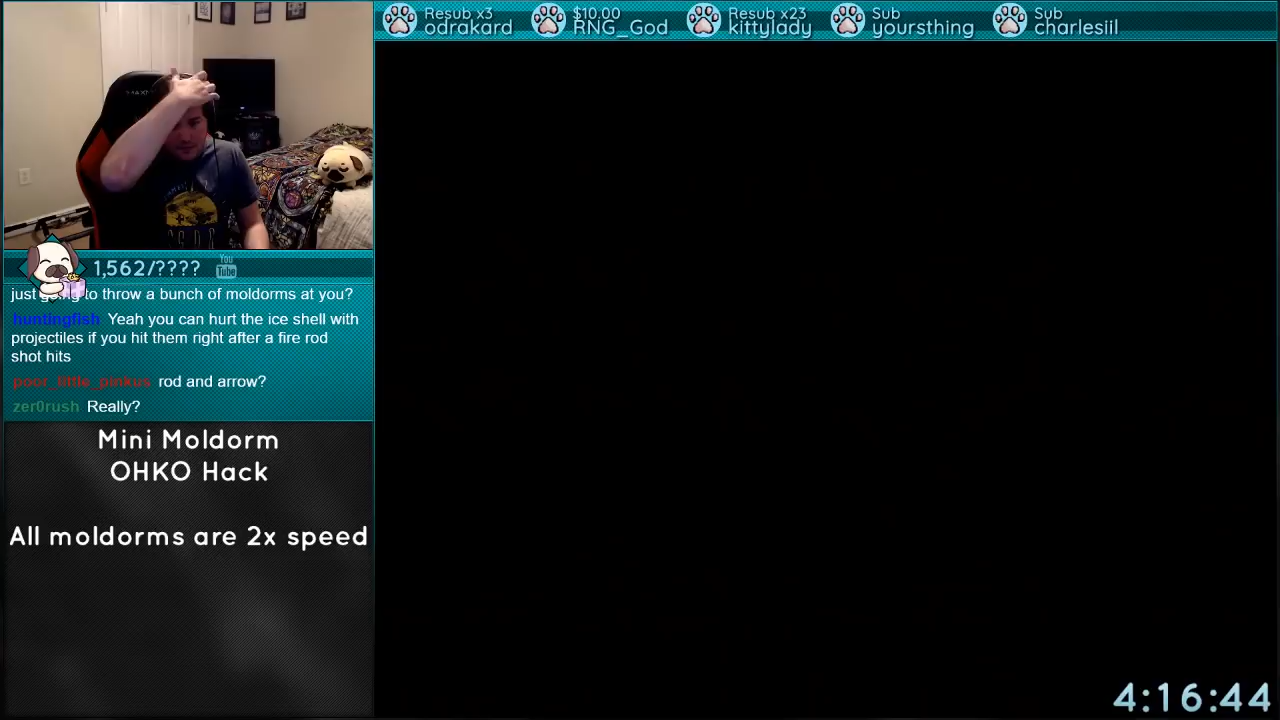 Resub x3
odrakard
$10.00
RNG_God
Resub x23
kittylady
Sub
yoursthing
Sub
charlesiil
1,562/????
You
Tube
just going to throw a bunch of moldorms at you?
huntingfish Yeah you can hurt the ice shell with
projectiles if you hit them right after a fire rod
shot hits
poor_little_pinkus rod and arrow?
zer0rush Really?
Mini Moldorm
OHKO Hack
All moldorms are 2x speed
4:16:44